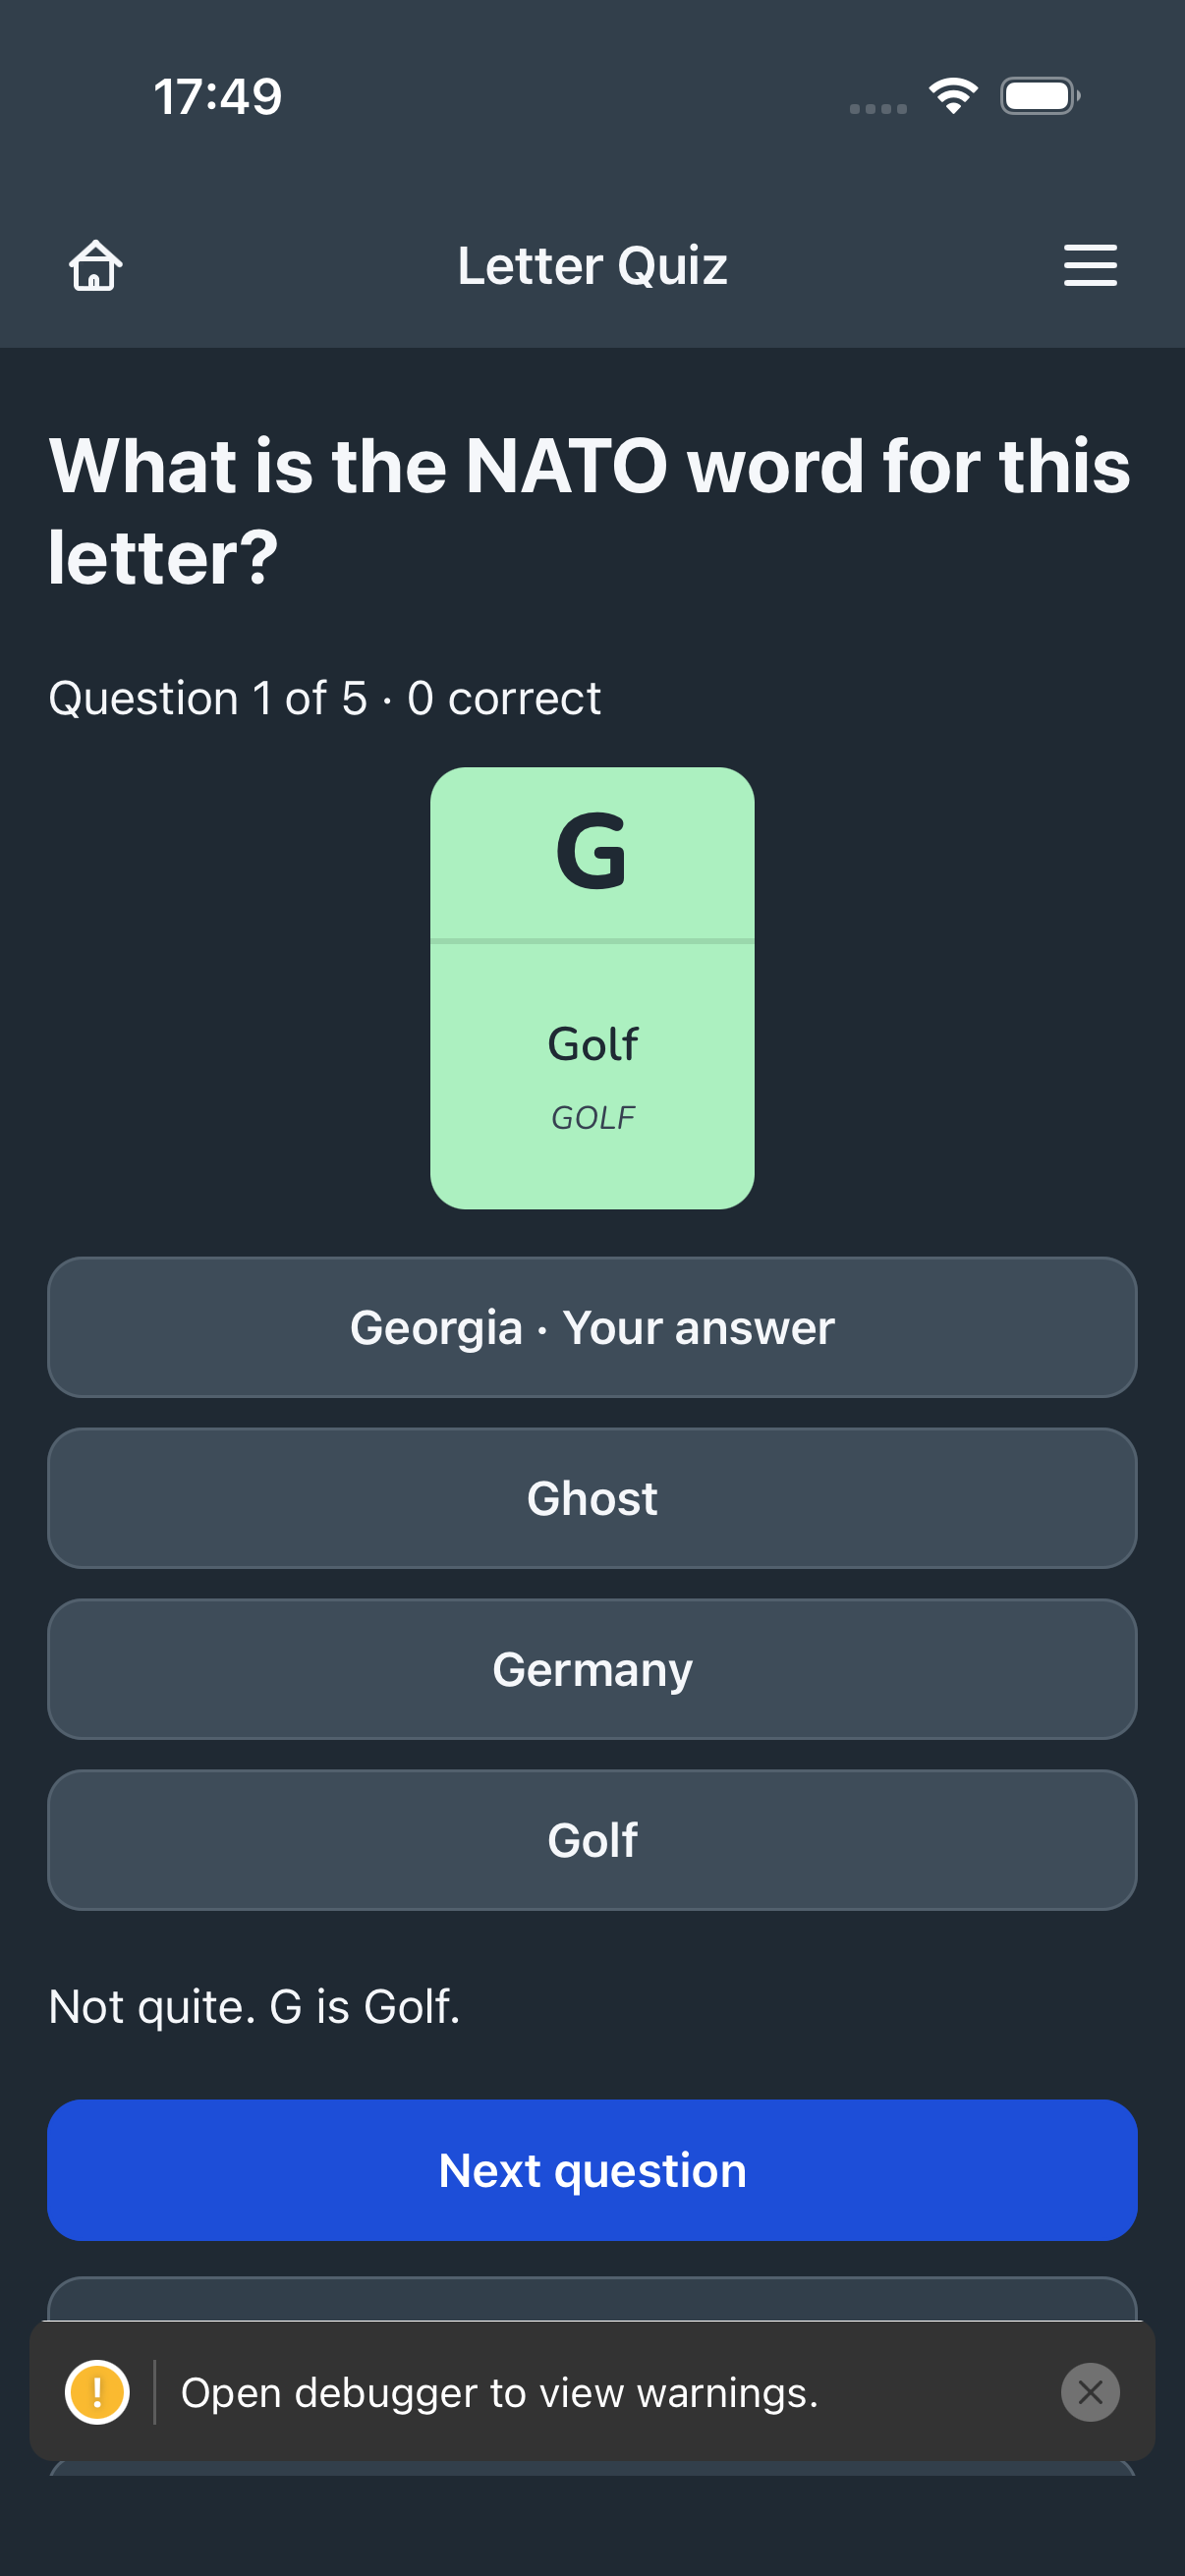 17:49
Letter Quiz
What is the NATO word for this
letter?
Question 1 of 5 · 0 correct
G
Golf
GOLF
Georgia · Your answer
Ghost
Germany
Golf
Not quite. G is Golf.
Next question
! Open debugger to view warnings.